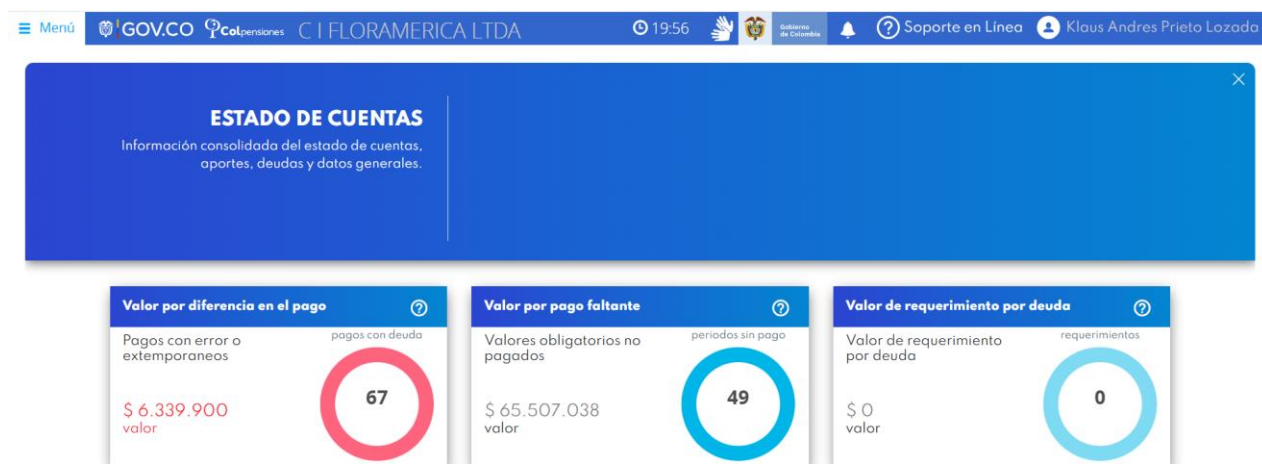 Menú GOV.CO Colpensiones C I FLORAMERICA LTDA 19:56 Gobierno de Colombia Soporte en Línea Klaus Andres Prieto Lozada
ESTADO DE CUENTAS
Información consolidada del estado de cuentas,
aportes, deudas y datos generales.
Valor por diferencia en el pago
Pagos con error o
extemporaneos
pagos con deuda
67
$ 6.339.900
valor
Valor por pago faltante
Valores obligatorios no
pagados
periodos sin pago
49
$ 65.507.038
valor
Valor de requerimiento por deuda
Valor de requerimiento
por deuda
requerimientos
0
$ 0
valor